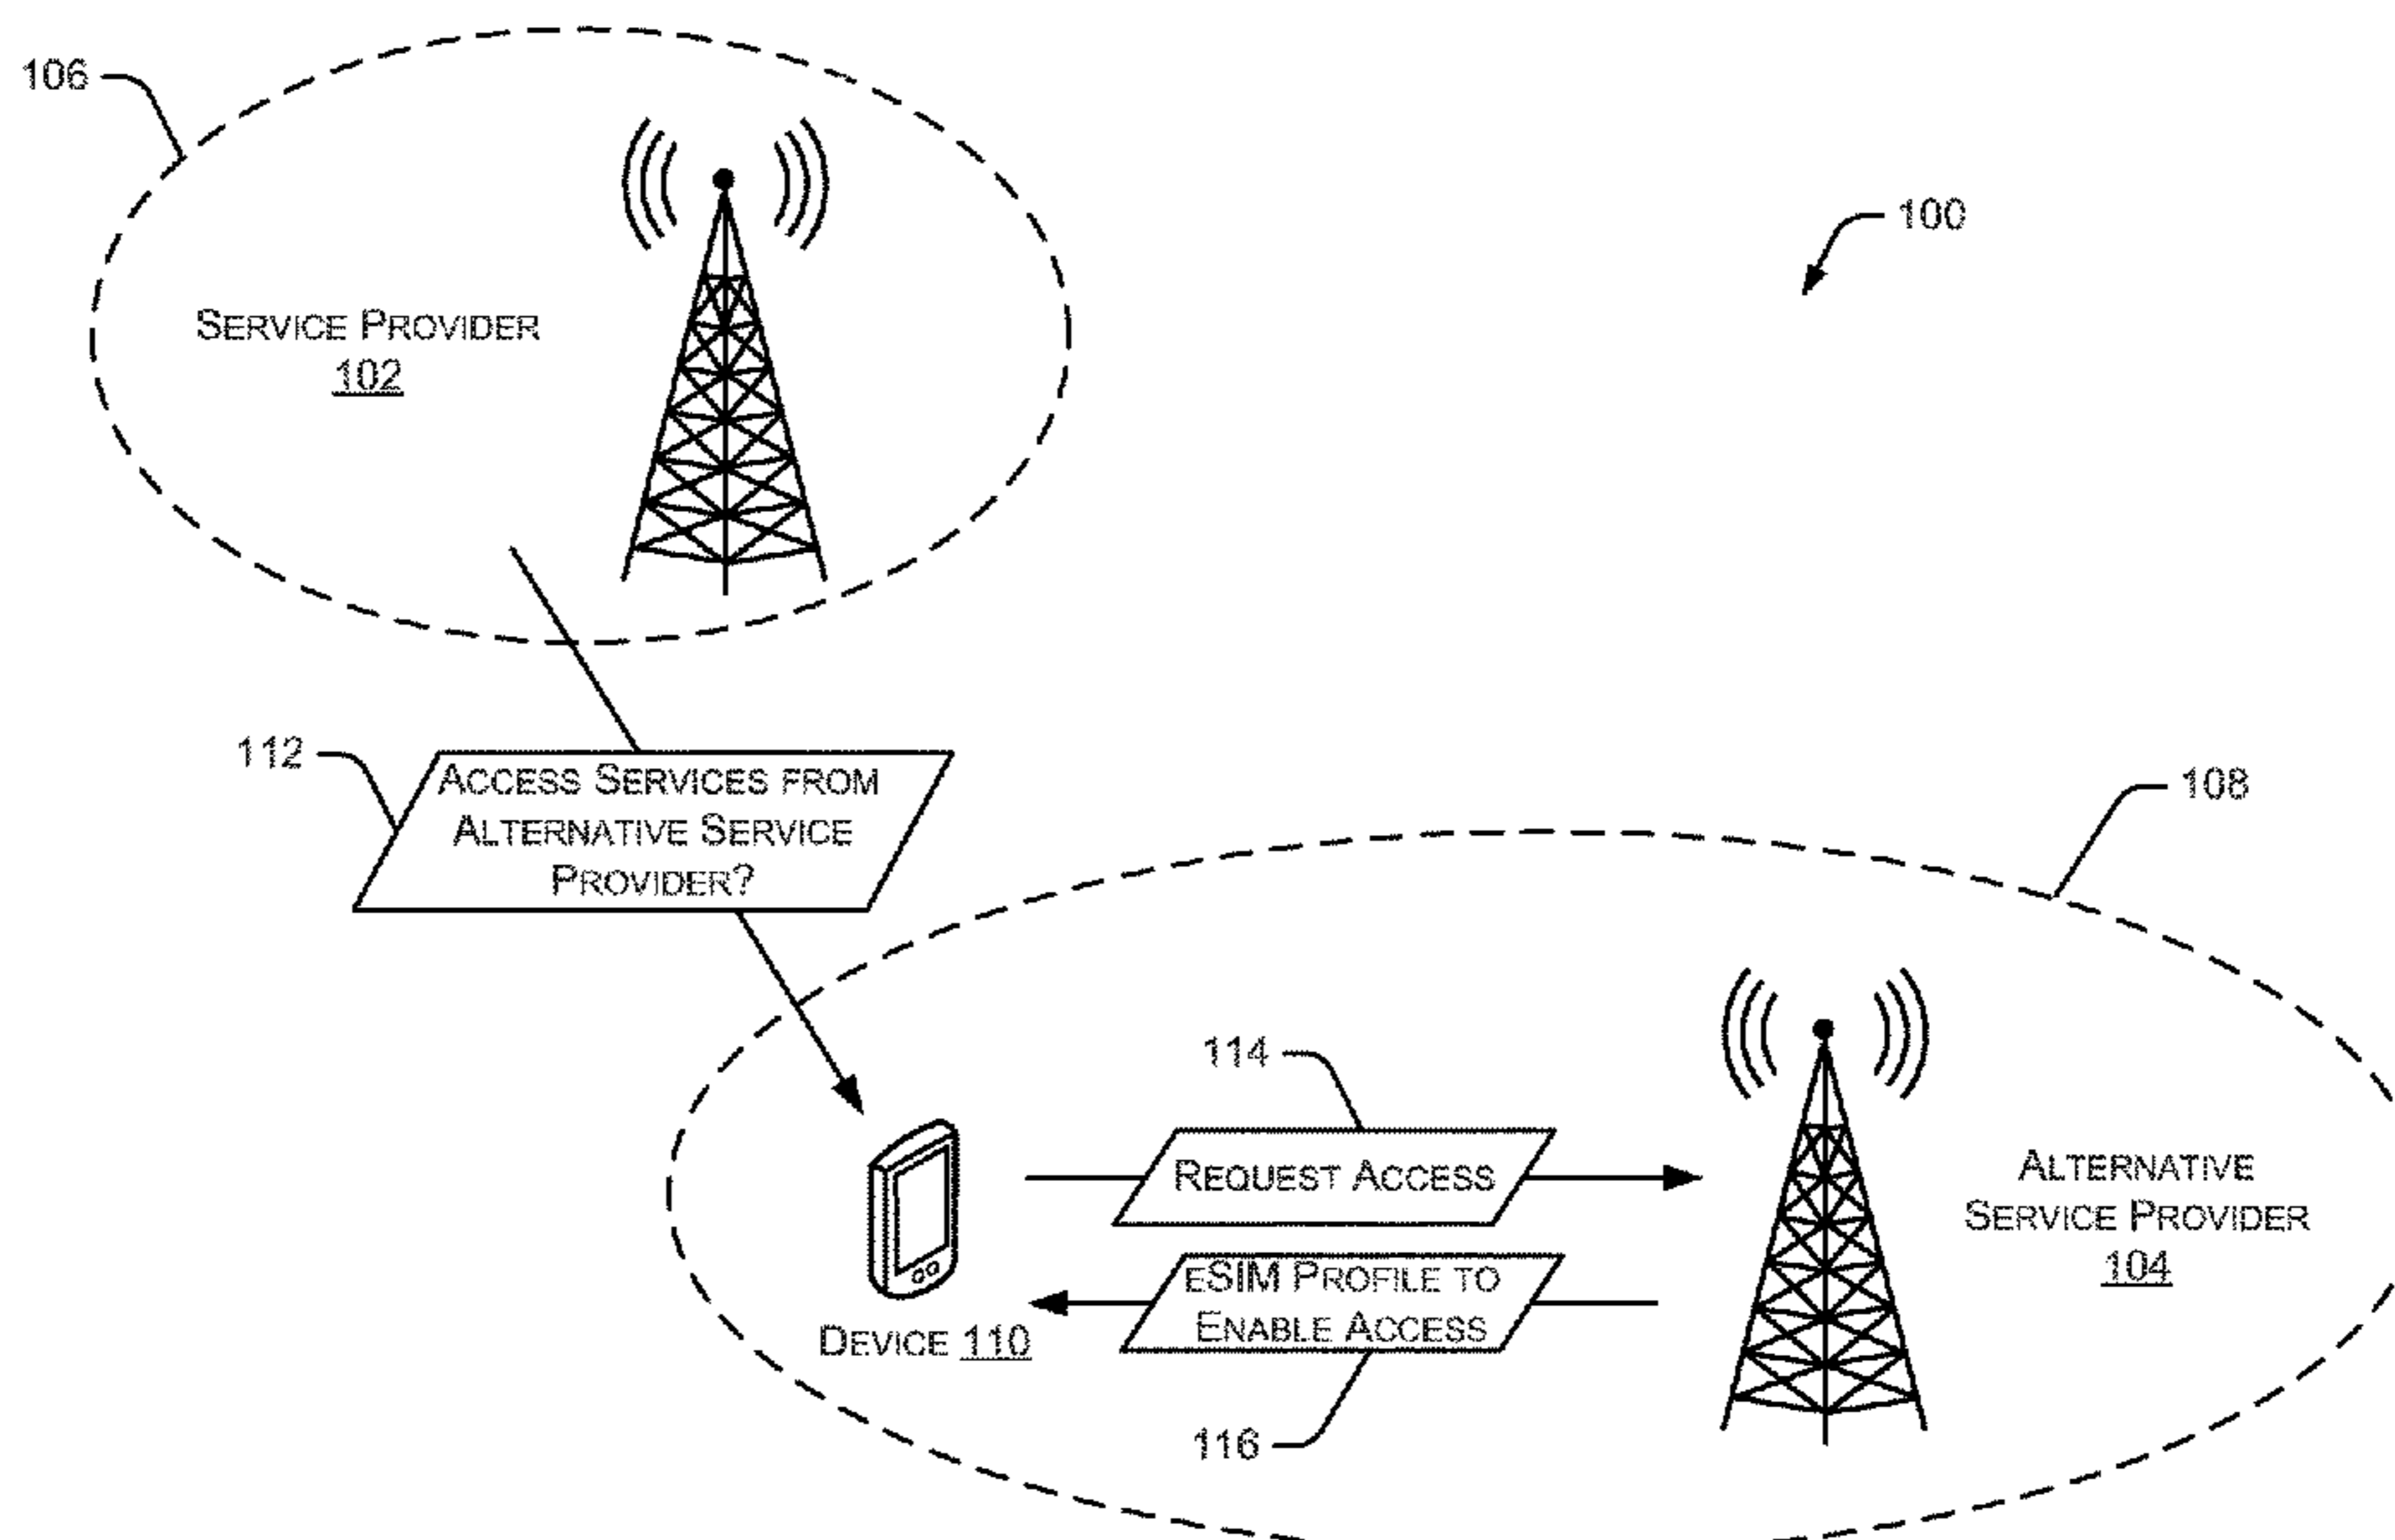 106
100
SERVICE PROVIDER
102
112
ACCESS SERVICES FROM
ALTERNATIVE SERVICE
PROVIDER?
108
114
REQUEST ACCESS
ALTERNATIVE
SERVICE PROVIDER
104
eSIM PROFILE TO
ENABLE ACCESS
DEVICE 110
116